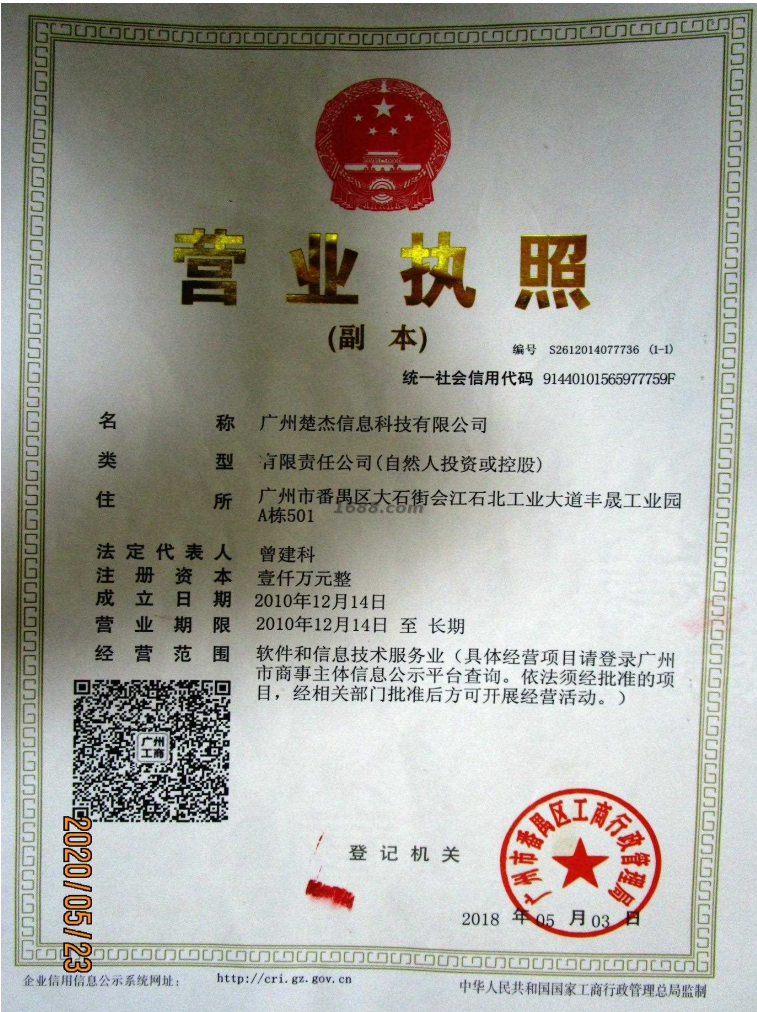 营业执照
(副 本)
编号 S2612014077736 (1-1)
统一社会信用代码 91440101565977759F
名称 广州楚杰信息科技有限公司
类型 有限责任公司(自然人投资或控股)
住所 广州市番禺区大石街会江石北工业大道丰晟工业园
A栋501
1688.com
法定代表人 曾建科
注册资本 壹仟万元整
成立日期 2010年12月14日
营业期限 2010年12月14日 至 长期
经营范围 软件和信息技术服务业（具体经营项目请登录广州
市商事主体信息公示平台查询。依法须经批准的项
目，经相关部门批准后方可开展经营活动。）
广州
工商
登记机关
广州市番禺区工商行政管理局
2018 年 05 月 03 日
2020/05/23
企业信用信息公示系统网址： http://cri.gz.gov.cn
中华人民共和国国家工商行政管理总局监制